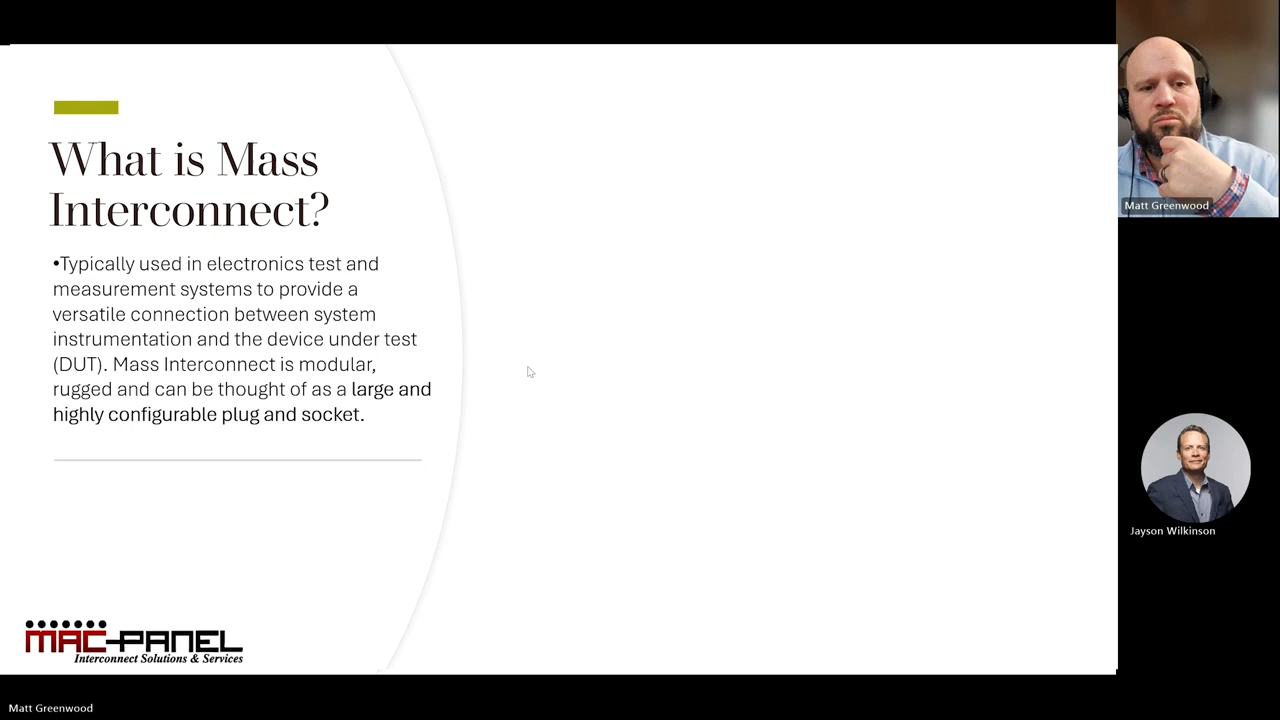 What is Mass
Interconnect?
•Typically used in electronics test and
measurement systems to provide a
versatile connection between system
instrumentation and the device under test
(DUT). Mass Interconnect is modular,
rugged and can be thought of as a large and
highly configurable plug and socket.
MAC-PANEL
Interconnect Solutions & Services
Matt Greenwood
Jayson Wilkinson
Matt Greenwood